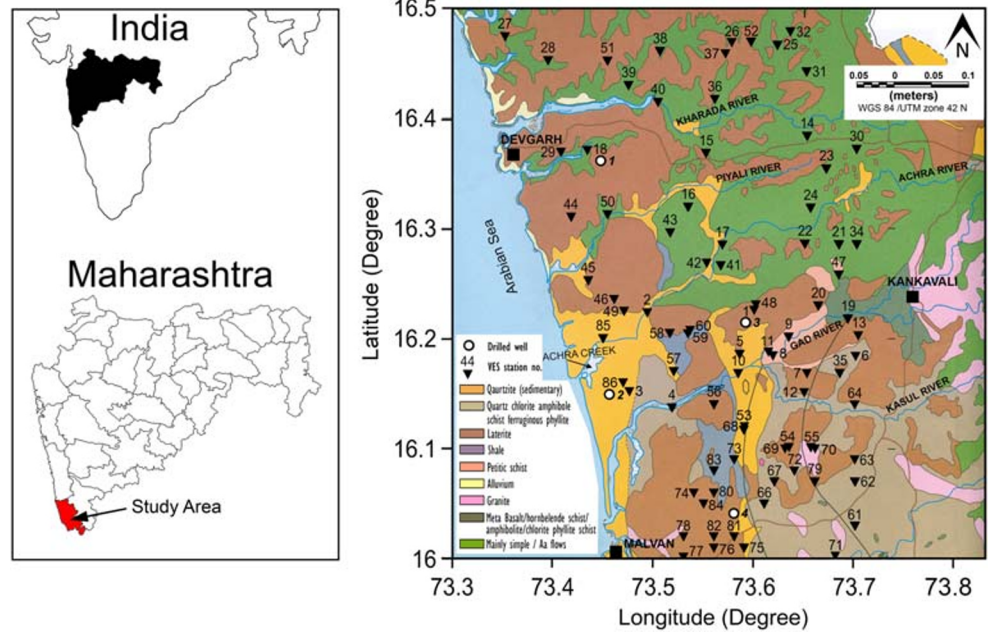 India
Maharashtra
Study Area
Latitude (Degree)
16.5
16.4
16.3
16.2
16.1
16
73.3 73.4 73.5 73.6 73.7 73.8
Longitude (Degree)
N
0.05 0 0.05 0.1
(meters)
WGS 84 /UTM zone 42 N
27
28
51
38
26 52
32
37
25
31
39
40
36
KHARADA RIVER
14
30
DEVGARH
29
18
1
15
23
PIYALI RIVER
ACHRA RIVER
16
24
44
50
43
17
22
21 34
Arabian Sea
42
41
47
KANKAVALI
45
46
49
2
1
48
3
20
19
85
58
60
59
9
13
5
11
8
GAD RIVER
ACHRA CREEK
57
10
7
35
6
86
3
2
4
56
12
64
KASUL RIVER
53
68
54
55
69
70
73
83
72
63
67
79
62
74
80
84
66
4
61
78
82
81
MALVAN
77
76
75
71
Drilled well
44
VES station no.
Qaurtzite (sedimentary)
Quartz chlorite amphibole
schist ferruginous phyllite
Laterite
Shale
Petitic schist
Alluvium
Granite
Meta Basalt/hornbelende schist/
amphibolite/chlorite phyllite schist
Mainly simple / Aa flows